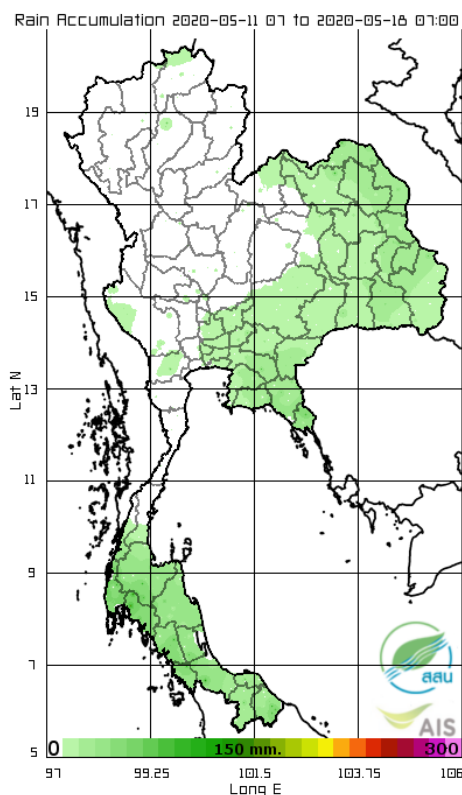 Rain Accumulation 2020-05-11 07 to 2020-05-18 07:00
19
17
15
13
11
9
7
5
Lat N
สสน
AIS
0 150 mm. 300
97 99.25 101.5 103.75 106
Long E